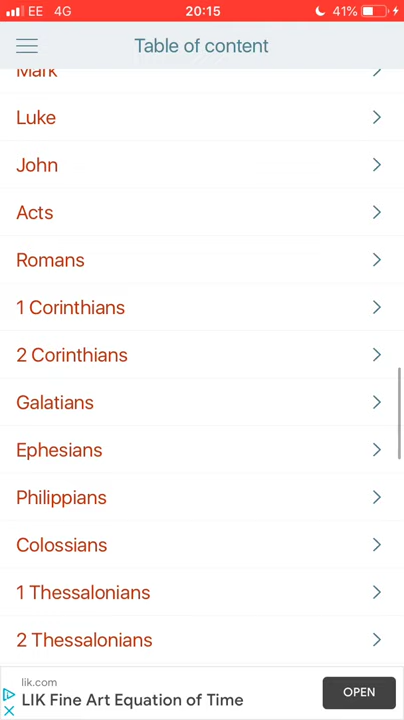 EE 4G 20:15 41%
Table of content
Mark
Luke
John
Acts
Romans
1 Corinthians
2 Corinthians
Galatians
Ephesians
Philippians
Colossians
1 Thessalonians
2 Thessalonians
lik.com
LIK Fine Art Equation of Time
OPEN